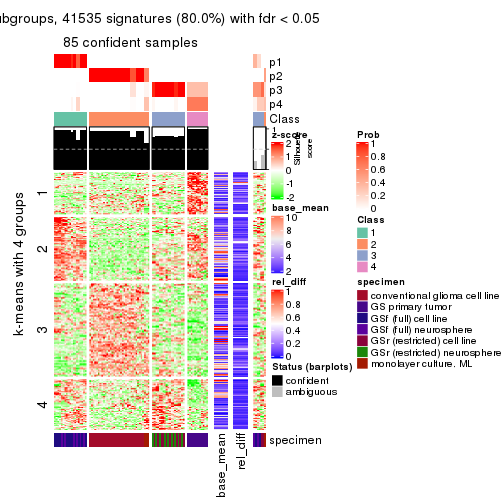 ubgroups, 41535 signatures (80.0%) with fdr < 0.05
85 confident samples
p1
p2
p3
p4
Class
1
Silhouette
score
k-means with 4 groups
1
2
3
4
specimen
base_mean
rel_diff
z-score
2
1
0
-1
-2
base_mean
10
8
6
4
2
rel_diff
1
0.8
0.6
0.4
0.2
0
Status (barplots)
confident
ambiguous
Prob
1
0.8
0.6
0.4
0.2
0
Class
1
2
3
4
specimen
conventional glioma cell line
GS primary tumor
GSf (full) cell line
GSf (full) neurosphere
GSr (restricted) cell line
GSr (restricted) neurosphere
monolayer culture, ML